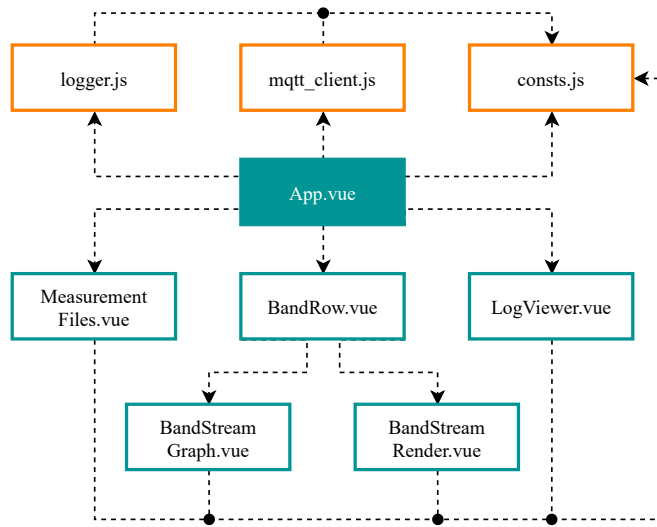 logger.js
mqtt_client.js
consts.js
App.vue
Measurement
Files.vue
BandRow.vue
LogViewer.vue
BandStream
Graph.vue
BandStream
Render.vue